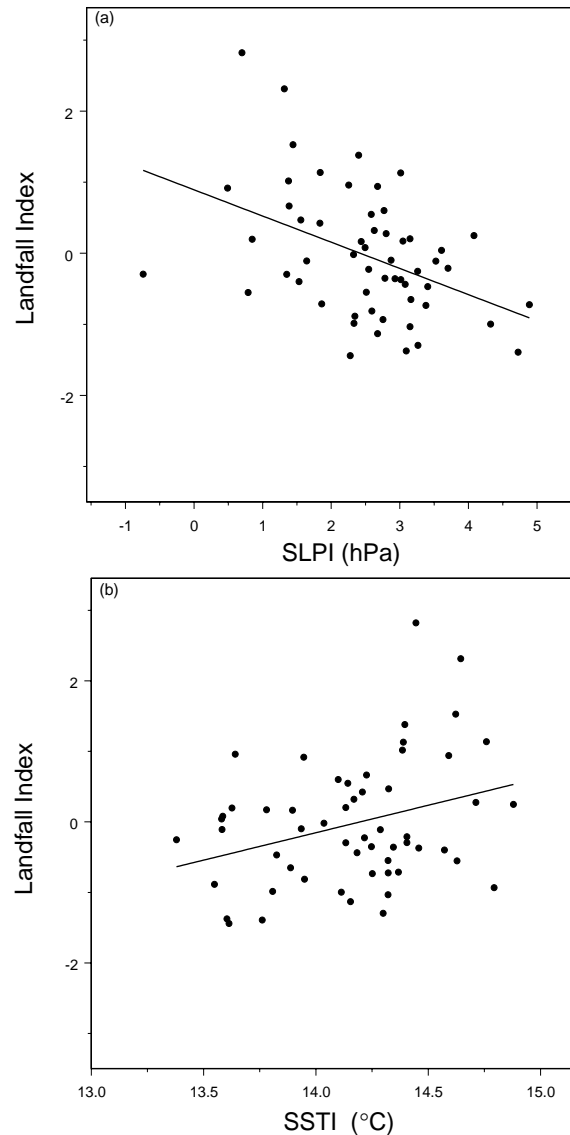 (a)
2
0
-2
Landfall Index
-1 0 1 2 3 4 5
SLPI (hPa)
(b)
2
0
-2
Landfall Index
13.0 13.5 14.0 14.5 15.0
SSTI (°C)